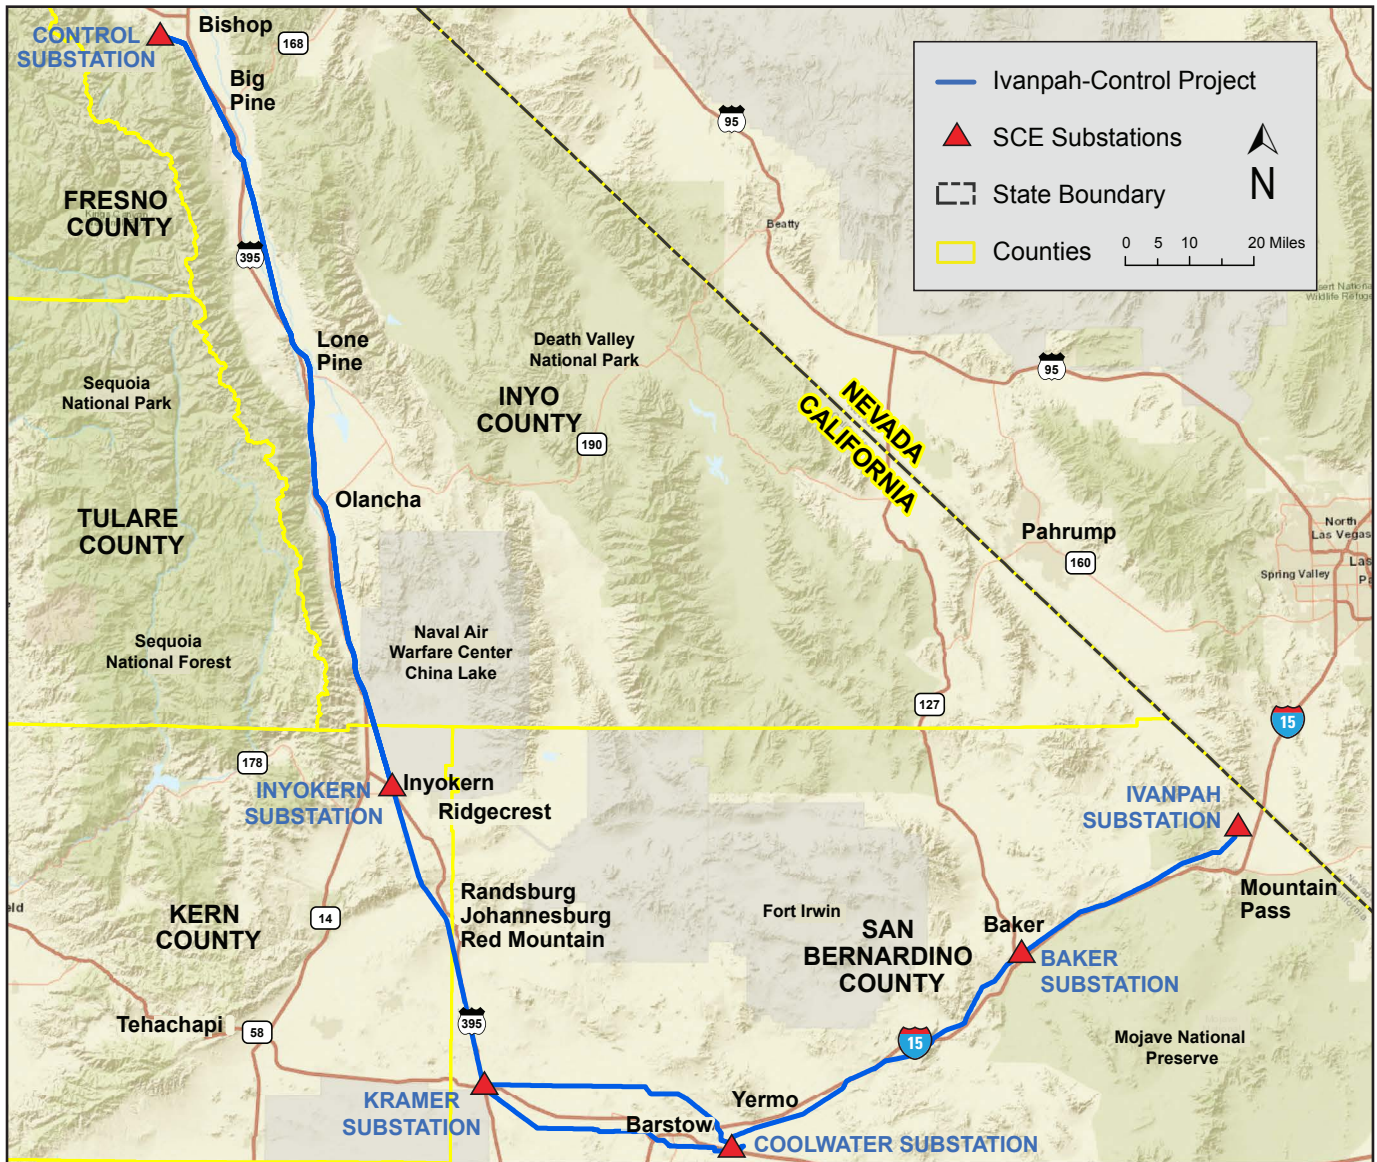 CONTROL
SUBSTATION
Bishop
168
Big
Pine
95
Ivanpah-Control Project
SCE Substations
State Boundary
Counties
N
0 5 10 20 Miles
FRESNO
COUNTY
395
Beatty
Wildlife Refuge
Lone
Pine
Death Valley
National Park
95
Sequoia
National Park
INYO
COUNTY
190
NEVADA
CALIFORNIA
Olancha
TULARE
COUNTY
Pahrump
160
North
Las Vegas
Spring Valley
Las
Naval Air
Warfare Center
China Lake
Sequoia
National Forest
127
15
178
INYOKERN
SUBSTATION
Inyokern
Ridgecrest
IVANPAH
SUBSTATION
Randsburg
Johannesburg
Red Mountain
Mountain
Pass
eld
14
KERN
COUNTY
Fort Irwin
SAN
BERNARDINO
COUNTY
Baker
BAKER
SUBSTATION
Tehachapi
58
395
15
Mojave National
Preserve
KRAMER
SUBSTATION
Yermo
Barstow
COOLWATER SUBSTATION